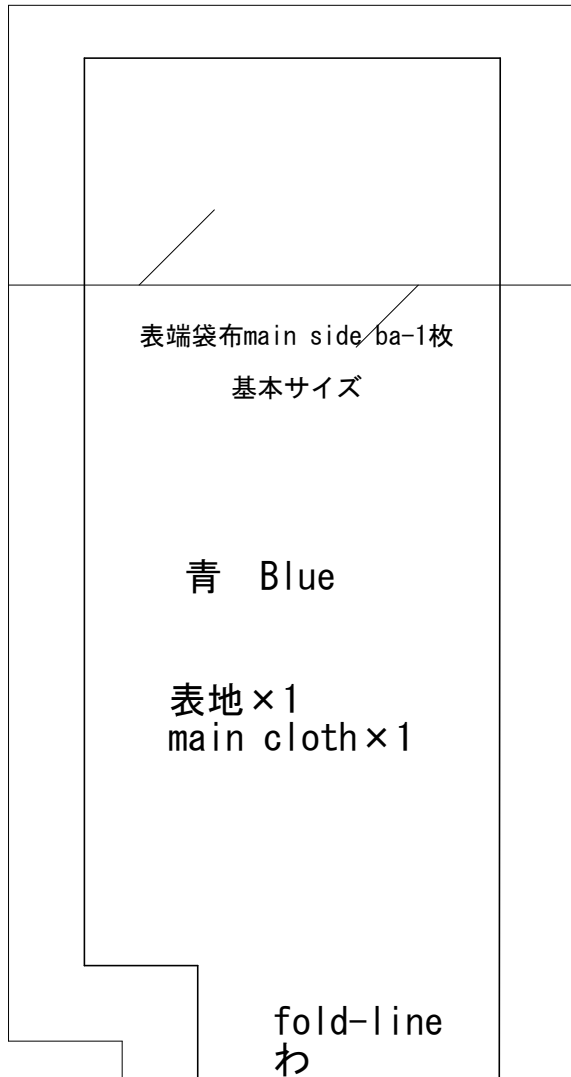 表端袋布main side ba-1枚
基本サイズ
青　Blue
表地×1
main cloth×1
fold-line
わ